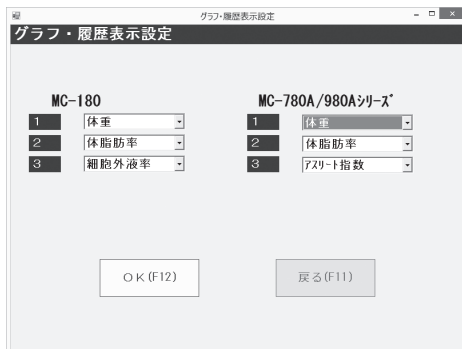 グラフ・履歴表示設定
グラフ・履歴表示設定
MC-180
MC-780A/980Aｼﾘｰｽﾞ
1 体重
1 体重
2 体脂肪率
2 体脂肪率
3 細胞外液率
3 ｱｽﾘｰﾄ指数
OK(F12)
戻る(F11)